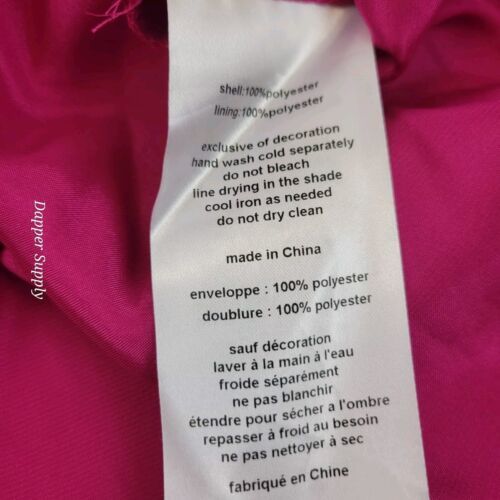 shell:100%polyester
lining:100%polyester
exclusive of decoration
hand wash cold separately
do not bleach
line drying in the shade
cool iron as needed
do not dry clean
made in China
enveloppe : 100% polyester
doublure : 100% polyester
sauf décoration
laver à la main à l'eau
froide séparément
ne pas blanchir
étendre pour sécher a l'ombre
repasser à froid au besoin
ne pas nettoyer à sec
fabriqué en Chine
Dapper Supply